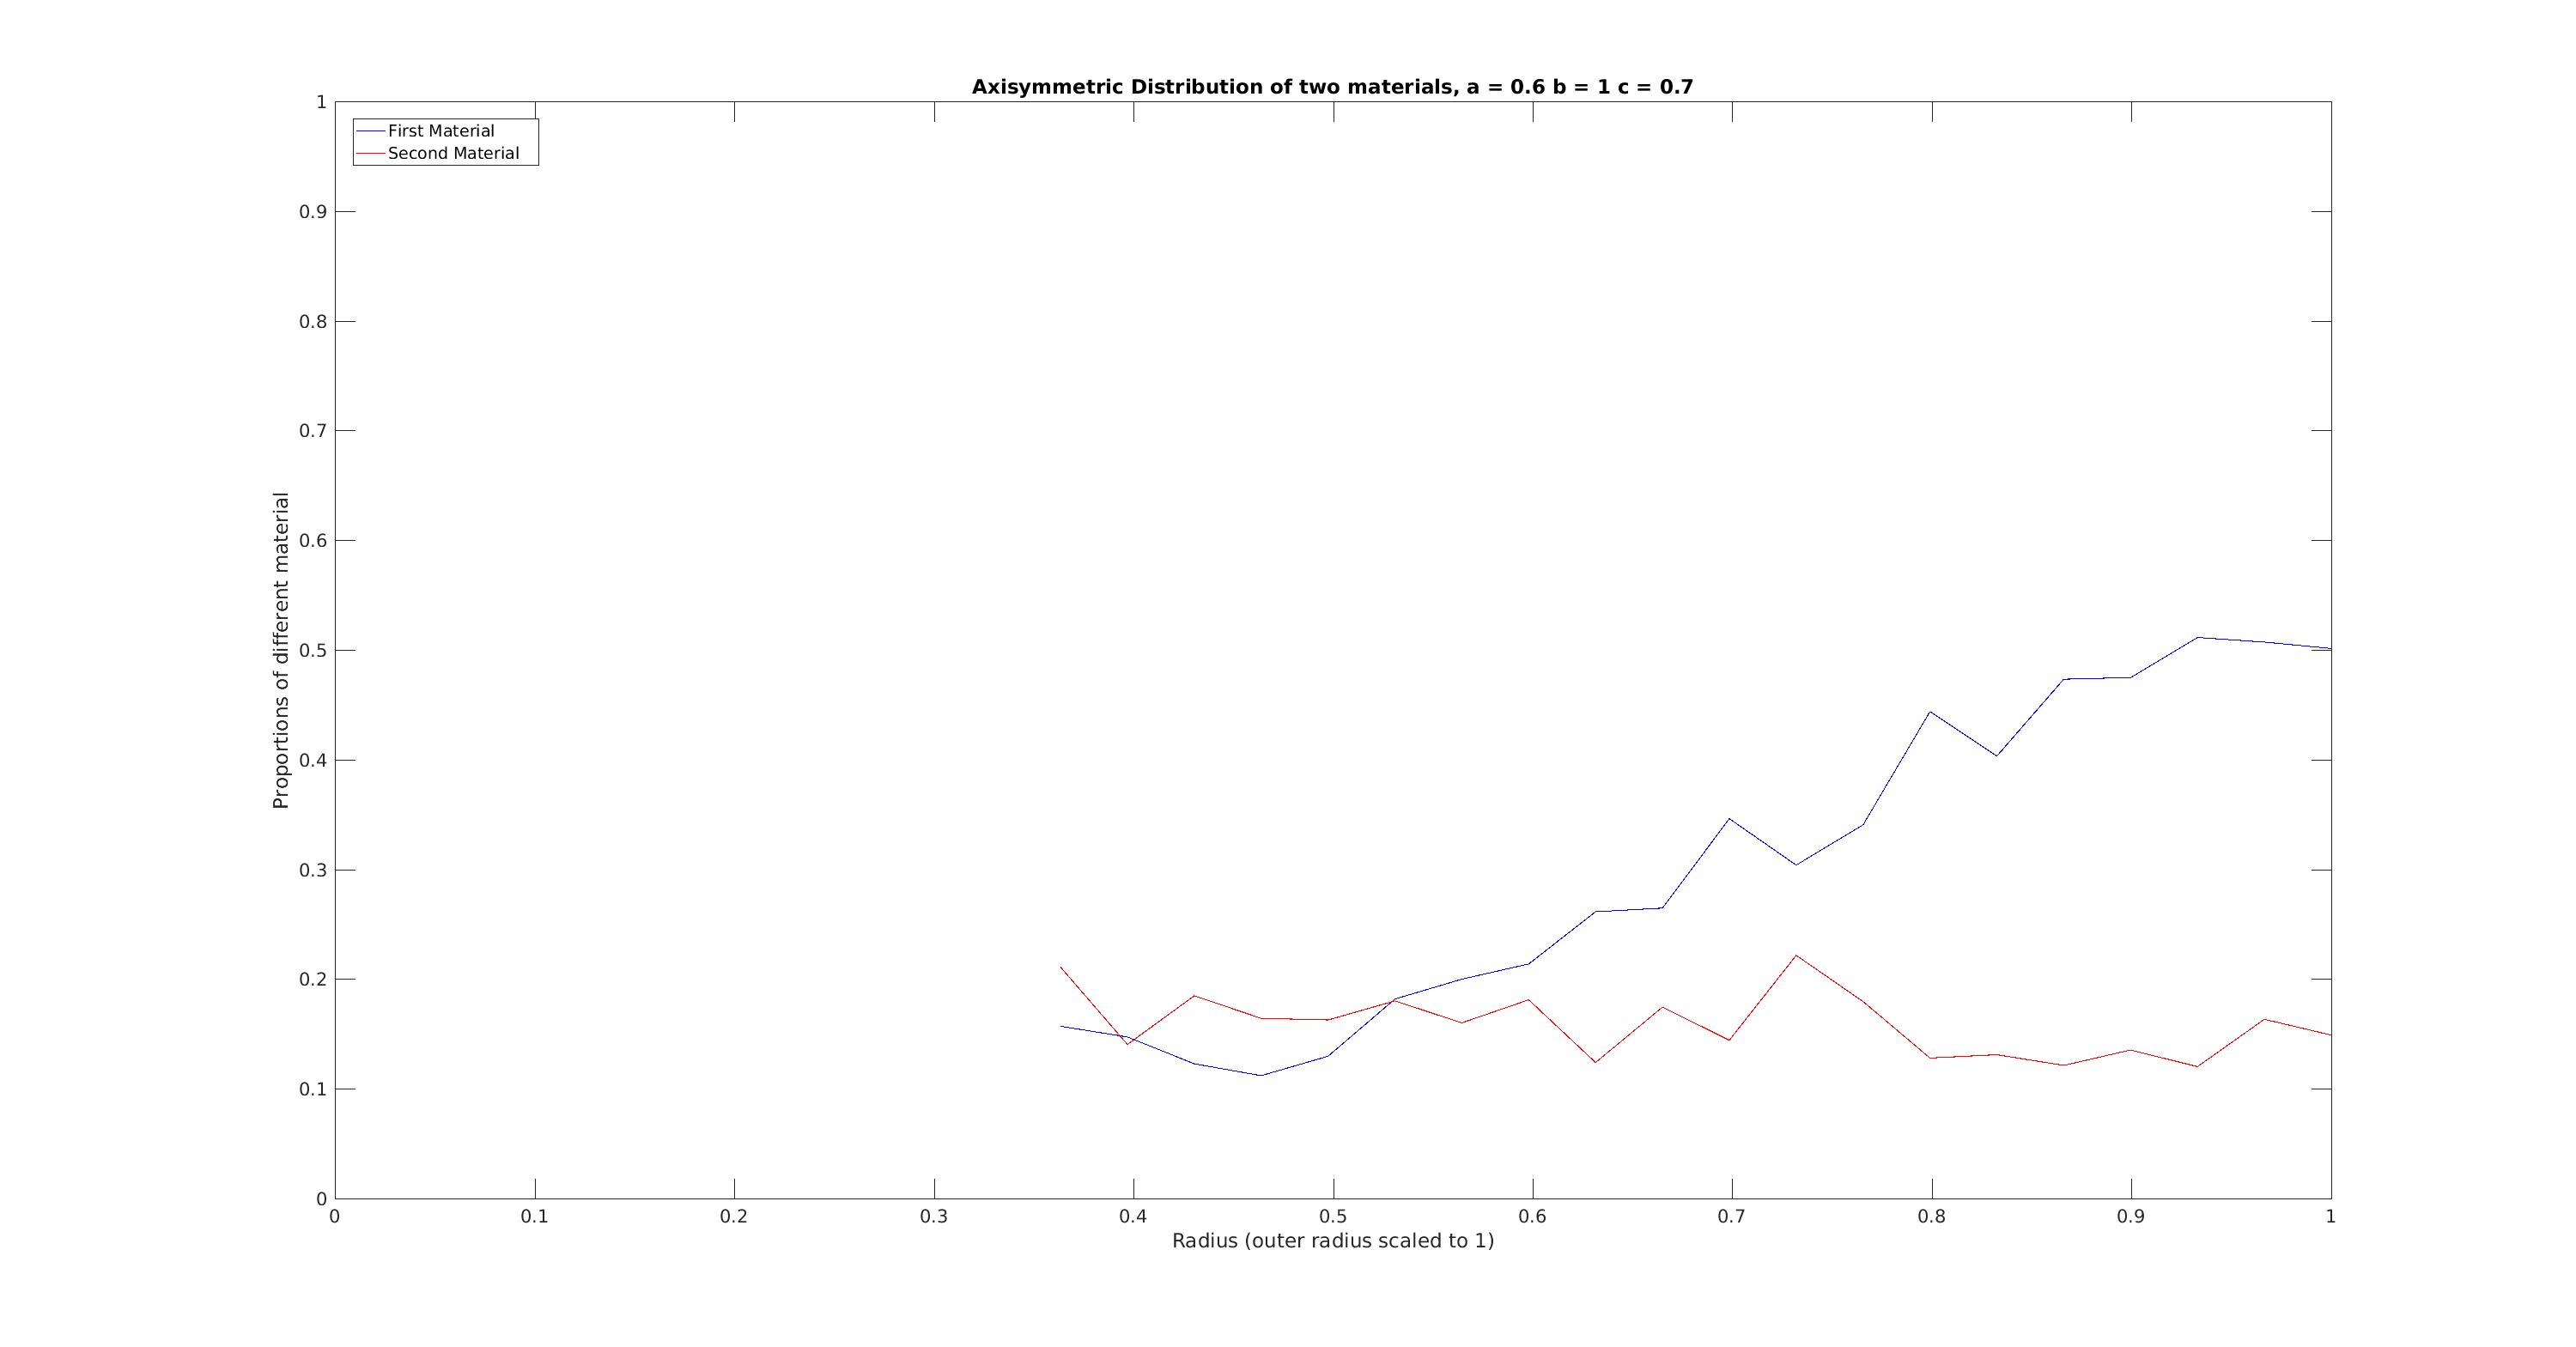 Axisymmetric Distribution of two materials, a = 0.6 b = 1 c = 0.7
First Material
Second Material
1
0.9
0.8
0.7
0.6
0.5
0.4
0.3
0.2
0.1
0
Proportions of different material
0 0.1 0.2 0.3 0.4 0.5 0.6 0.7 0.8 0.9 1
Radius (outer radius scaled to 1)